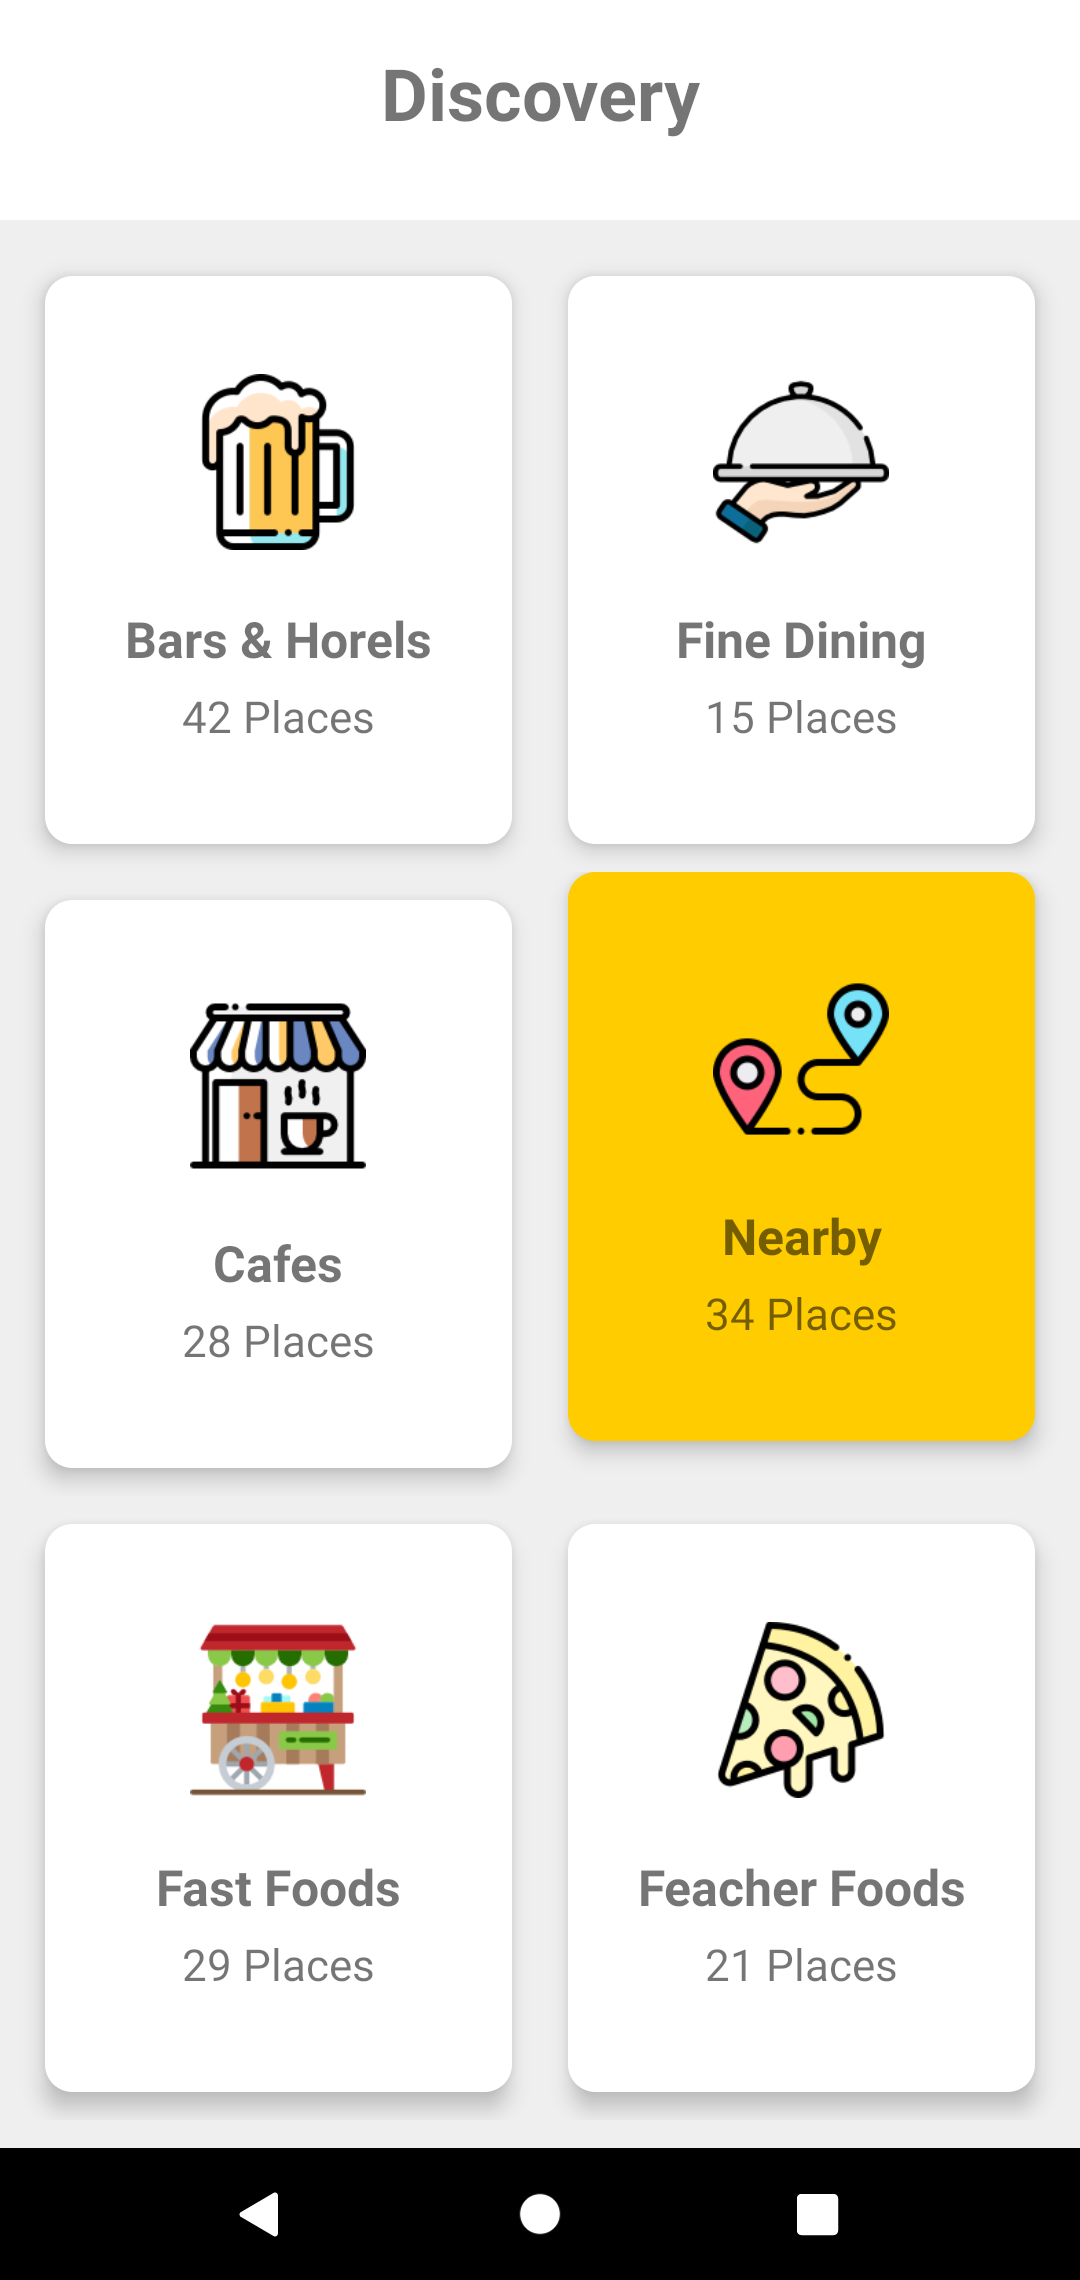 Discovery
Bars & Horels
42 Places
Fine Dining
15 Places
Cafes
28 Places
Nearby
34 Places
Fast Foods
29 Places
Feacher Foods
21 Places